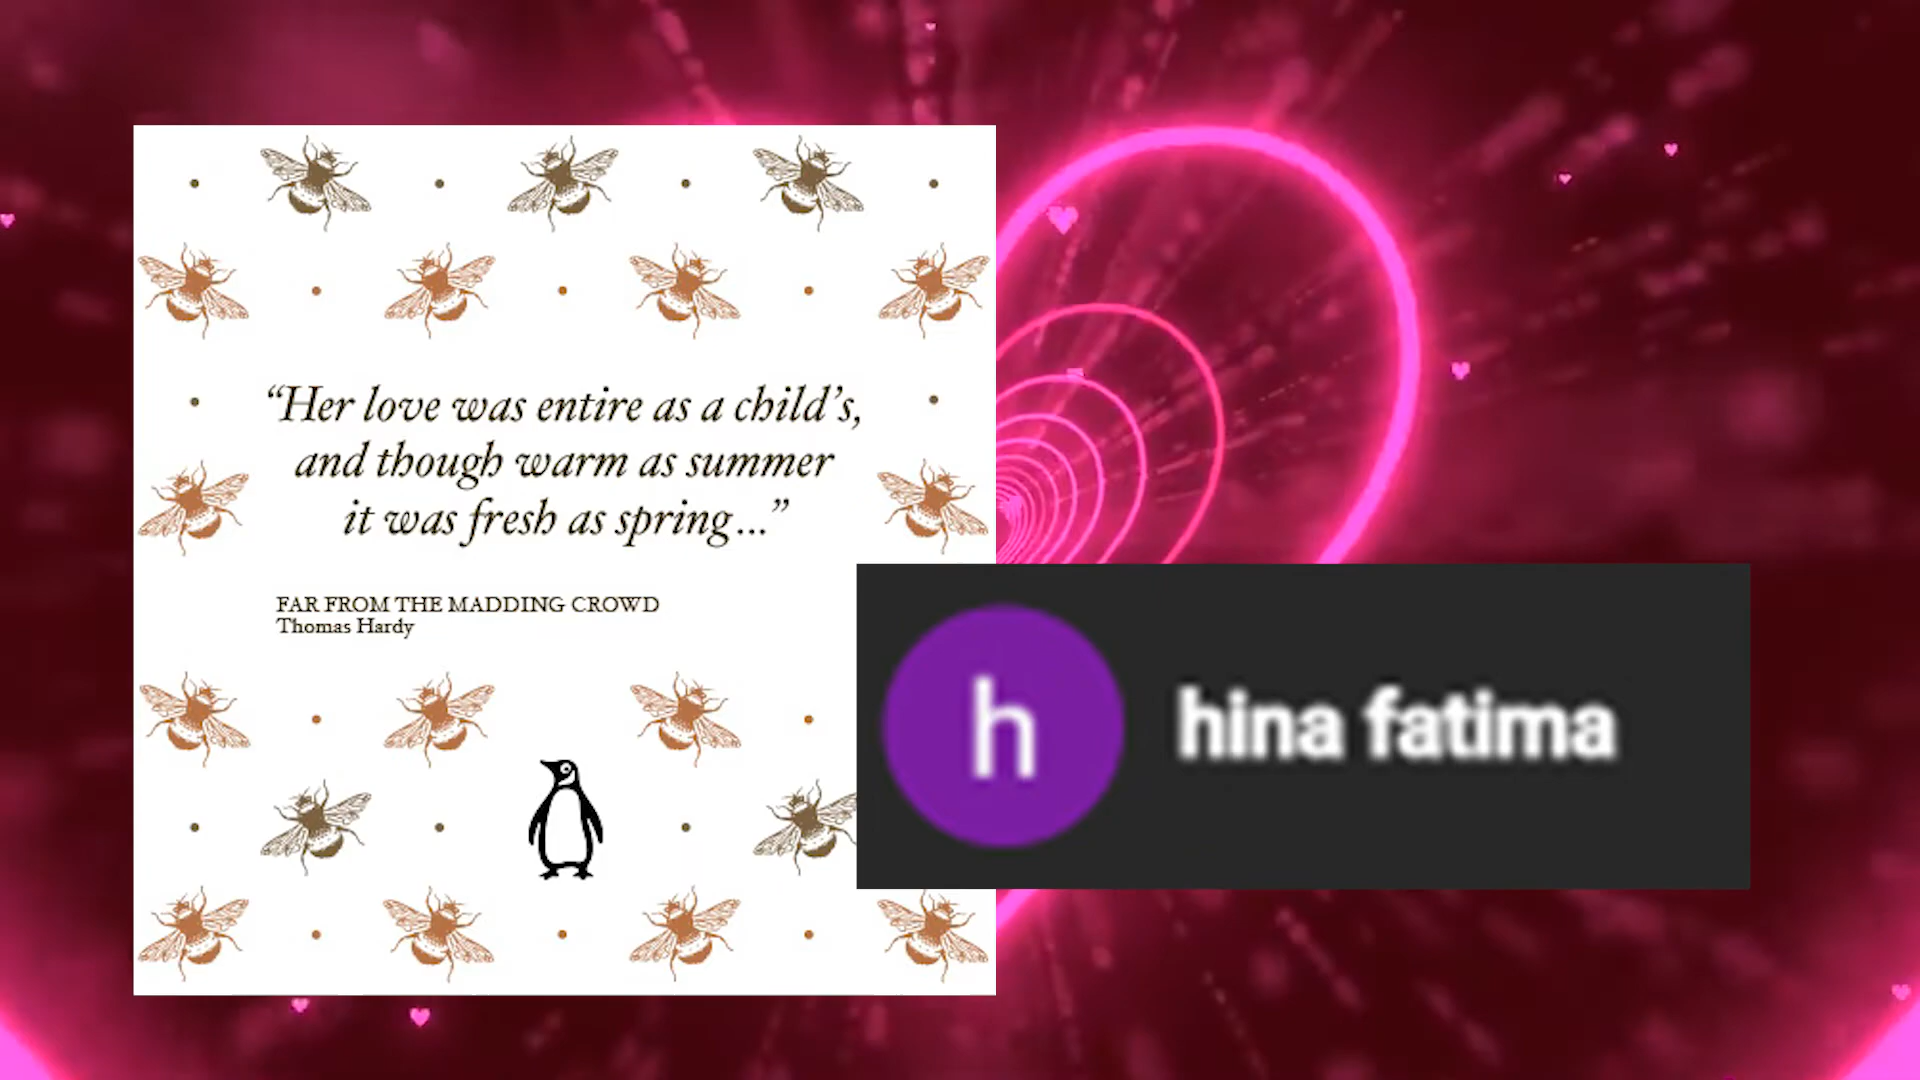 “Her love was entire as a child’s,
and though warm as summer
it was fresh as spring...”
FAR FROM THE MADDING CROWD
Thomas Hardy
h
hina fatima